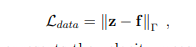 𝓛_data = ‖z − f‖_Γ ,